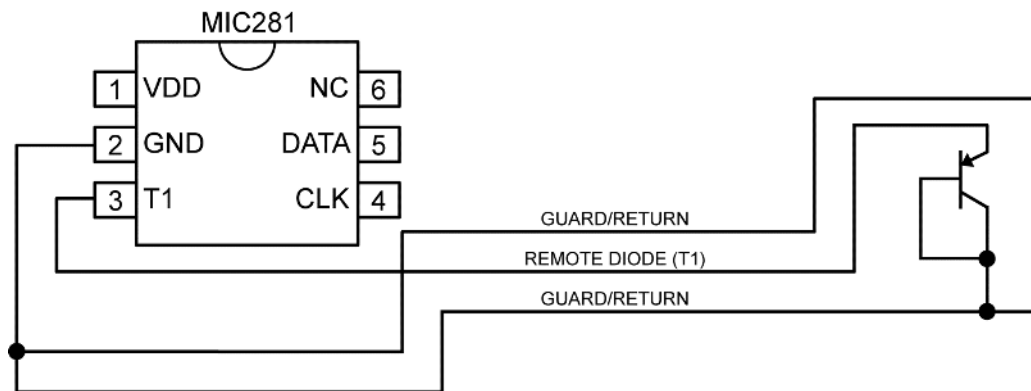 MIC281
1 VDD NC 6
2 GND DATA 5
3 T1 CLK 4
GUARD/RETURN
REMOTE DIODE (T1)
GUARD/RETURN